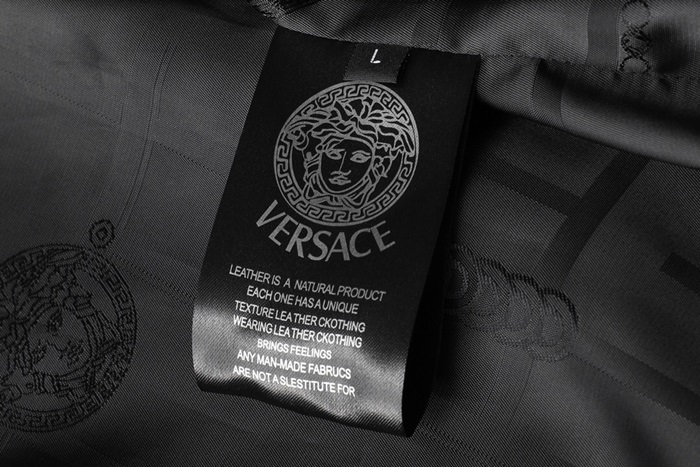 L
VERSACE
LEATHER IS A NATURAL PRODUCT
EACH ONE HAS A UNIQUE
TEXTURE LEATHER CKOTHING
WEARING LEATHER CKOTHING
BRINGS FEELINGS
ANY MAN-MADE FABRUCS
ARE NOT A SLESTITUTE FOR